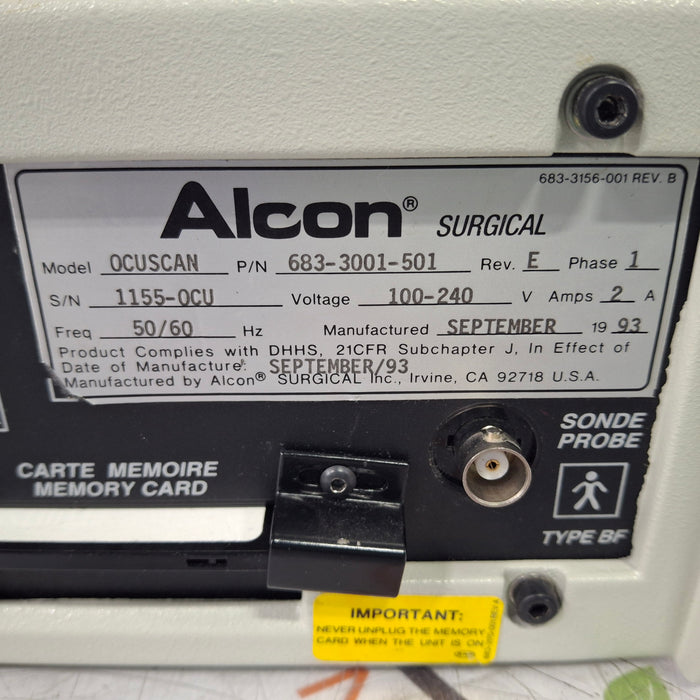 683-3156-001 REV. B
Alcon® SURGICAL
Model OCUSCAN P/N 683-3001-501 Rev. E Phase 1
S/N 1155-OCU Voltage 100-240 V Amps 2 A
Freq 50/60 Hz Manufactured SEPTEMBER 19 93
Product Complies with DHHS, 21CFR Subchapter J, In Effect of
Date of Manufacture: SEPTEMBER/93
Manufactured by Alcon® SURGICAL Inc., Irvine, CA 92718 U.S.A.
SONDE
PROBE
CARTE MEMOIRE
MEMORY CARD
TYPE BF
IMPORTANT:
NEVER UNPLUG THE MEMORY
CARD WHEN THE UNIT IS ON